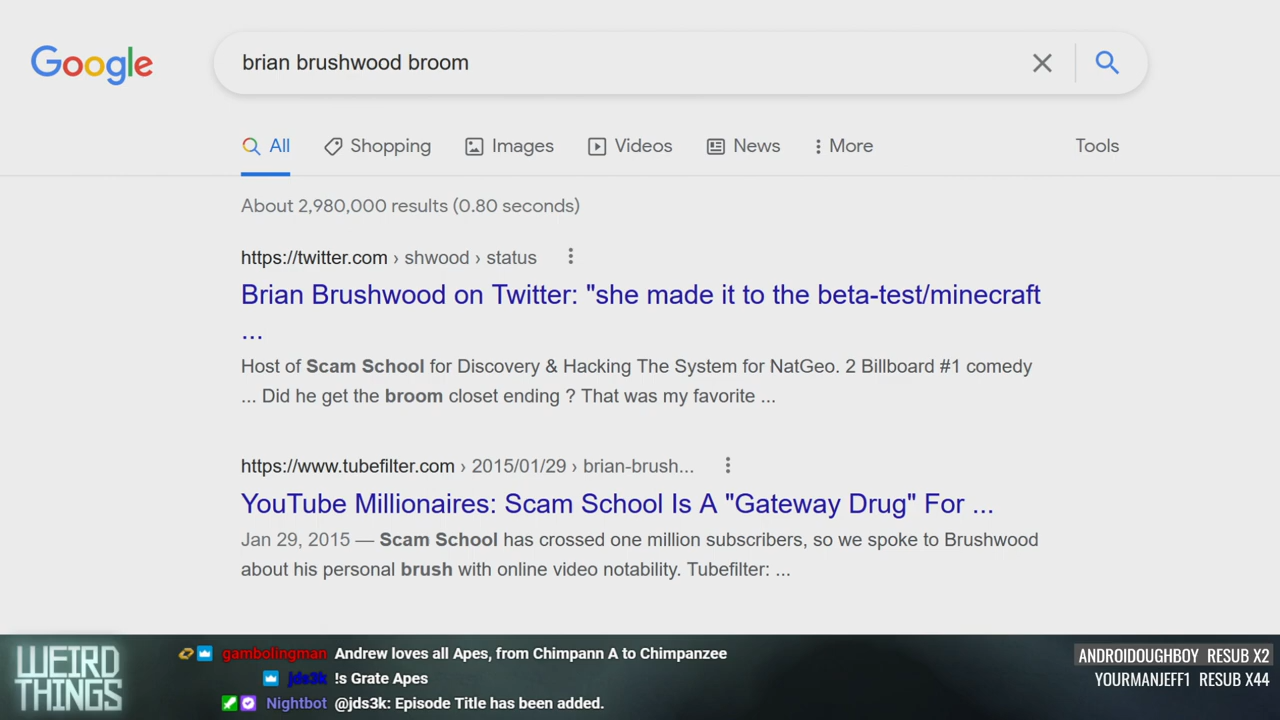 Google
brian brushwood broom
All Shopping Images Videos News More Tools
About 2,980,000 results (0.80 seconds)
https://twitter.com › shwood › status
Brian Brushwood on Twitter: "she made it to the beta-test/minecraft
...
Host of Scam School for Discovery & Hacking The System for NatGeo. 2 Billboard #1 comedy
... Did he get the broom closet ending ? That was my favorite ...
https://www.tubefilter.com › 2015/01/29 › brian-brush...
YouTube Millionaires: Scam School Is A "Gateway Drug" For ...
Jan 29, 2015 — Scam School has crossed one million subscribers, so we spoke to Brushwood
about his personal brush with online video notability. Tubefilter: ...
WEIRD
THINGS
gambolingman Andrew loves all Apes, from Chimpann A to Chimpanzee
jds3k !s Grate Apes
Nightbot @jds3k: Episode Title has been added.
ANDROIDOUGHBOY RESUB X2
YOURMANJEFF1 RESUB X44